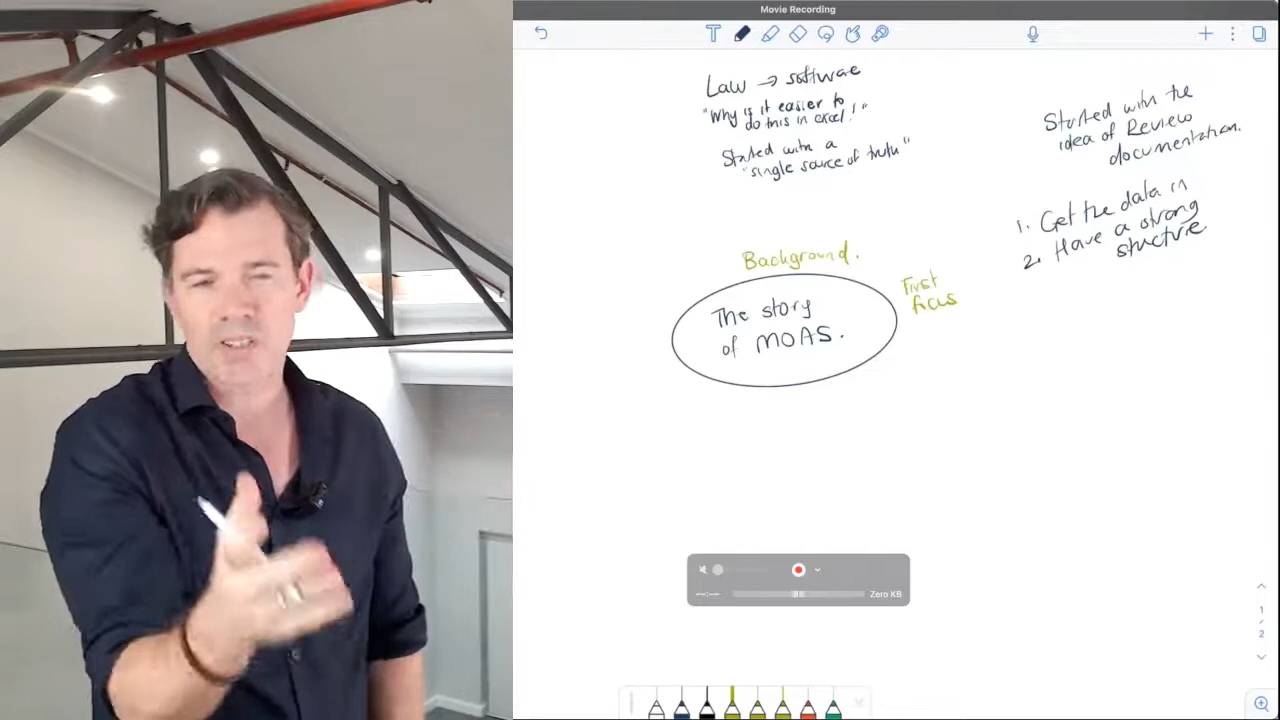 Movie Recording
Law → software
"Why is it easier to
do this in excel!"
Started with a
"single source of truth"
Started with the
idea of Review
documentation.
1. Get the data in
2. Have a strong
structure
Background.
The story
of MOAS.
First
focus
--:--
Zero KB
1
/
2